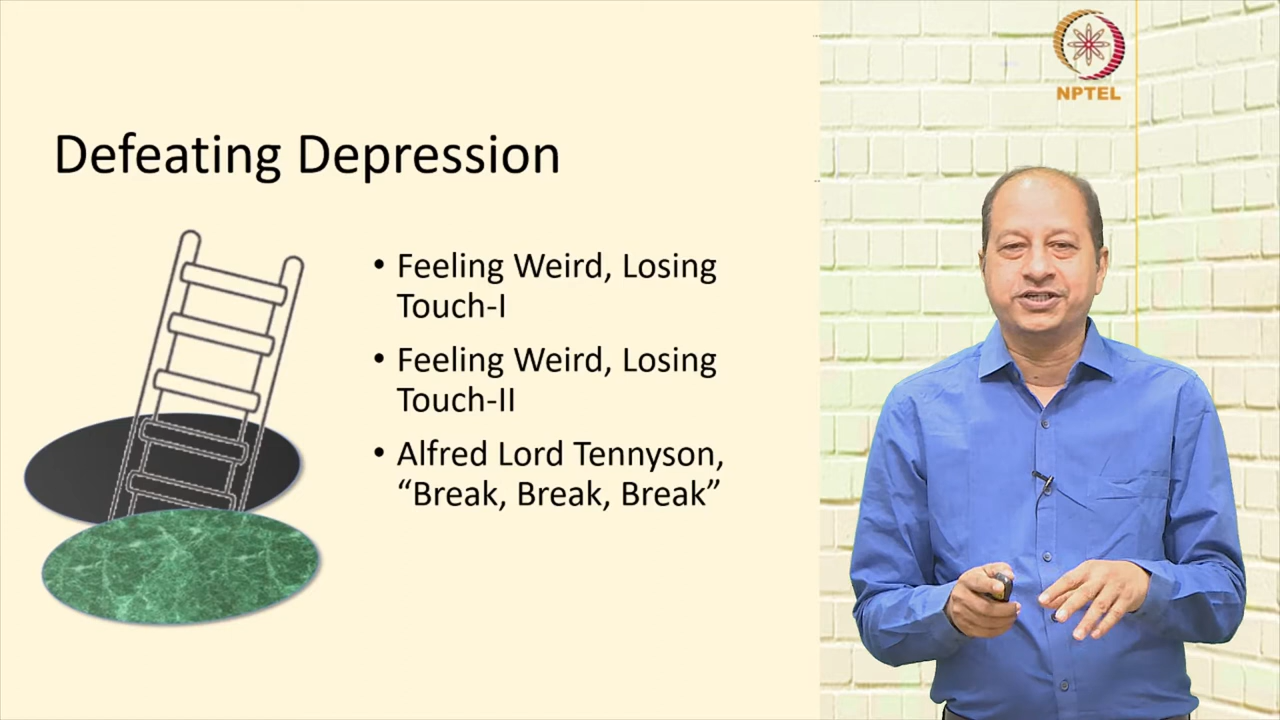 NPTEL
Defeating Depression
• Feeling Weird, Losing
Touch-I
• Feeling Weird, Losing
Touch-II
• Alfred Lord Tennyson,
“Break, Break, Break”